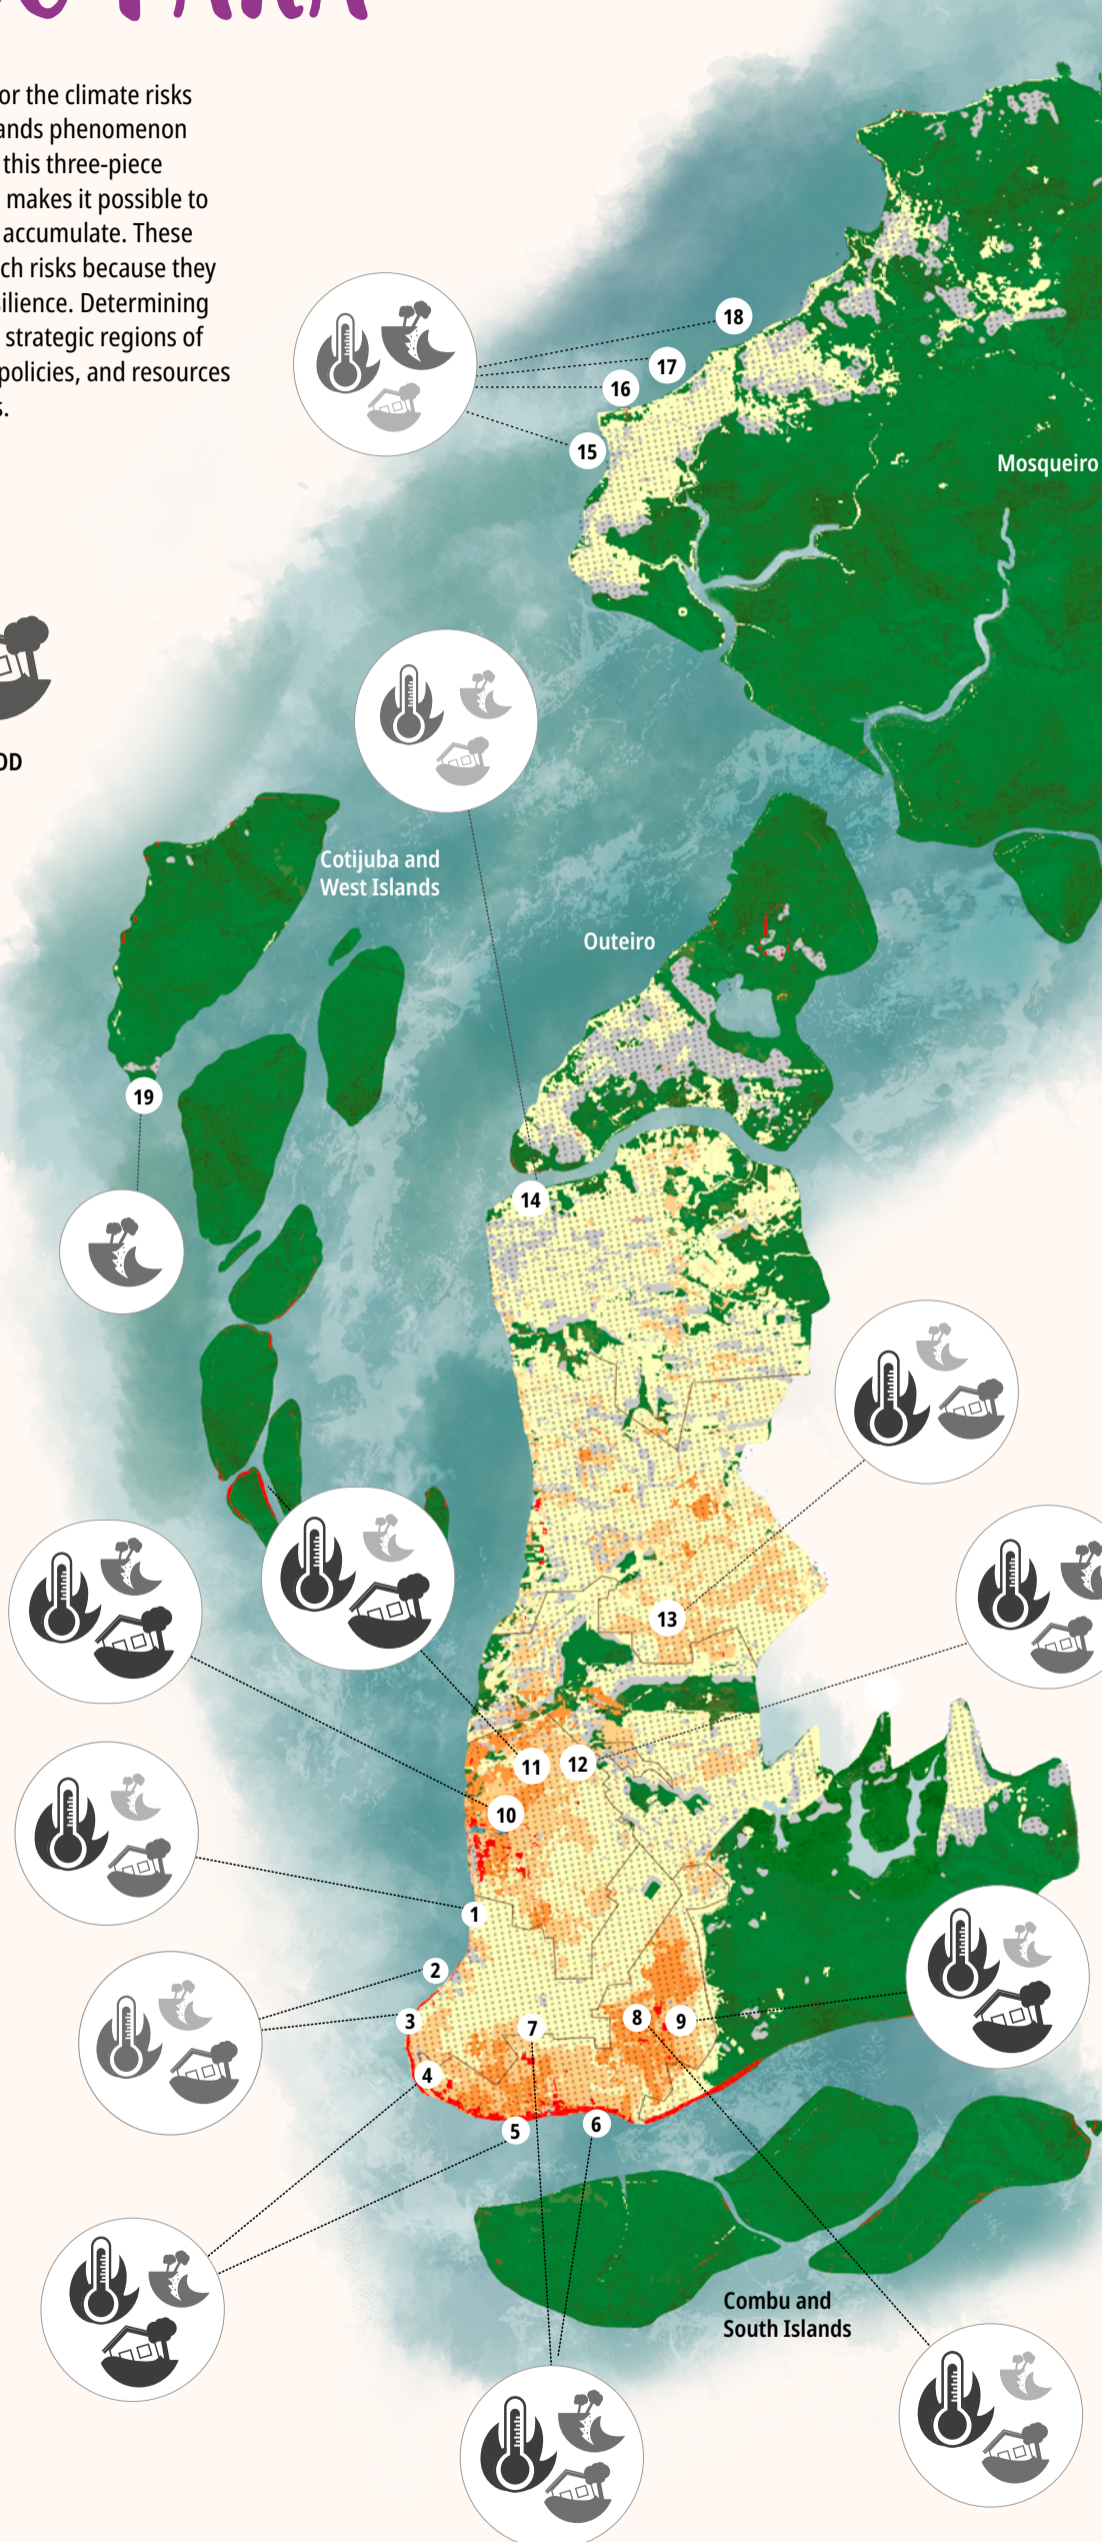 or the climate risks
ands phenomenon
this three-piece
makes it possible to
accumulate. These
ch risks because they
silience. Determining
strategic regions of
policies, and resources
s.
18
17
16
15
Mosqueiro
OD
Cotijuba and
West Islands
Outeiro
19
14
13
11
12
10
1
2
3
7
8
9
4
5
6
Combu and
South Islands